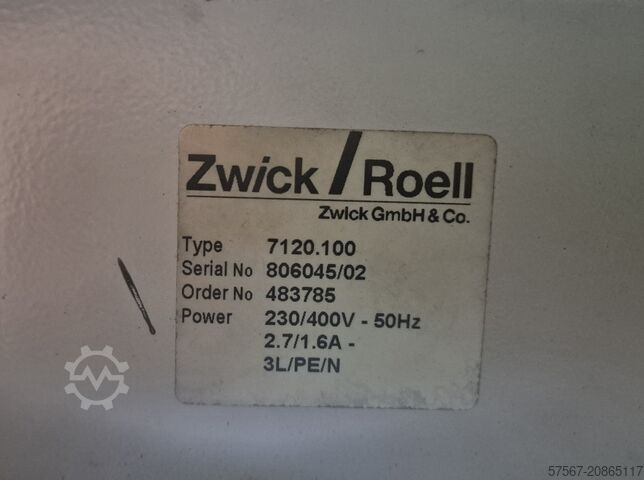 Zwick / Roell
Zwick GmbH & Co.
Type 7120.100
Serial No 806045/02
Order No 483785
Power 230/400V - 50Hz
2.7/1.6A -
3L/PE/N
57567-20865117